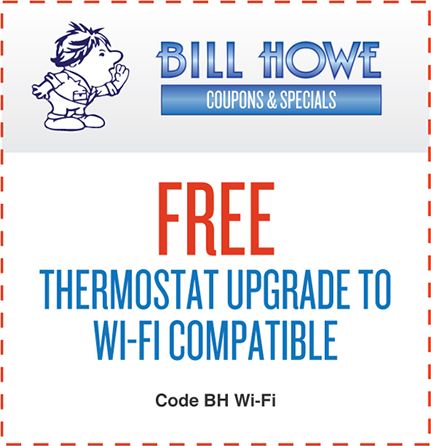 BILL HOWE
COUPONS & SPECIALS
FREE
THERMOSTAT UPGRADE TO
WI-FI COMPATIBLE
Code BH Wi-Fi